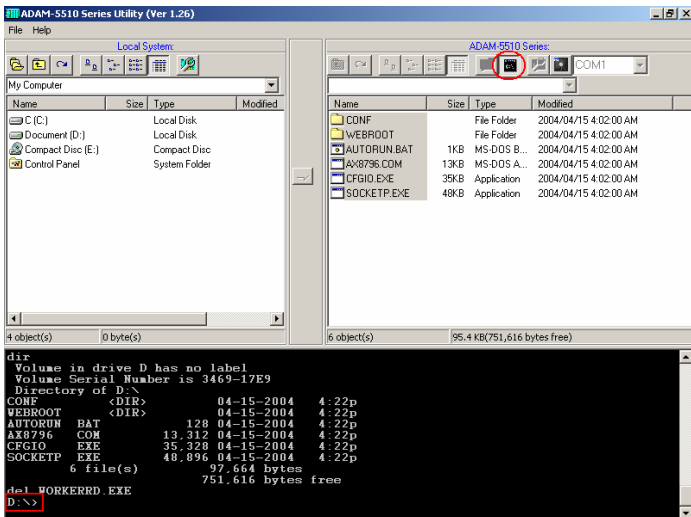 ADAM-5510 Series Utility (Ver 1.26)
File Help
Local System:
ADAM-5510 Series:
COM1
My Computer
Name Size Type Modified
C (C:) Local Disk
Document (D:) Local Disk
Compact Disc (E:) Compact Disc
Control Panel System Folder
Name Size Type Modified
CONF File Folder 2004/04/15 4:02:00 AM
WEBROOT File Folder 2004/04/15 4:02:00 AM
AUTORUN.BAT 1KB MS-DOS B... 2004/04/15 4:02:00 AM
AX8796.COM 13KB MS-DOS A... 2004/04/15 4:02:00 AM
CFGIO.EXE 35KB Application 2004/04/15 4:02:00 AM
SOCKETP.EXE 48KB Application 2004/04/15 4:02:00 AM
4 object(s) 0 byte(s)
6 object(s) 95.4 KB(751,616 bytes free)
dir
Volume in drive D has no label
Volume Serial Number is 3469-17E9
Directory of D:\
CONF <DIR> 04-15-2004 4:22p
WEBROOT <DIR> 04-15-2004 4:22p
AUTORUN BAT 128 04-15-2004 4:22p
AX8796 COM 13,312 04-15-2004 4:22p
CFGIO EXE 35,328 04-15-2004 4:22p
SOCKETP EXE 48,896 04-15-2004 4:22p
6 file(s) 97,664 bytes
751,616 bytes free
del WORKERRD.EXE
D:\>